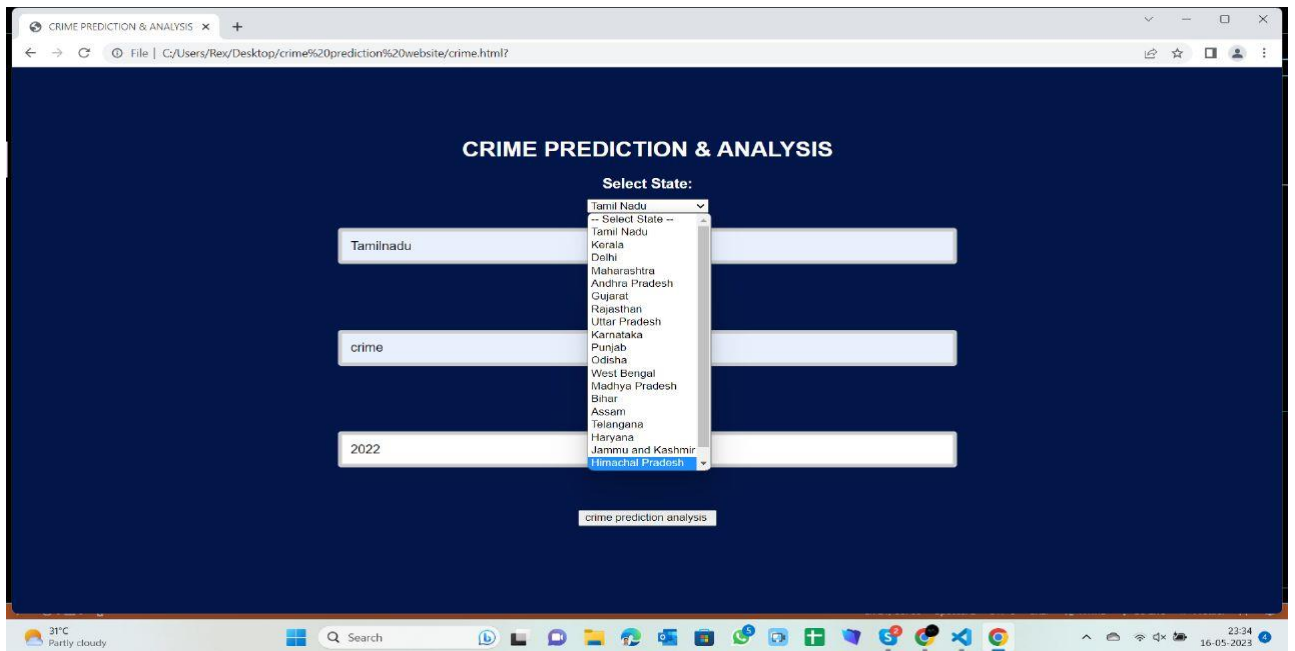 CRIME PREDICTION & ANALYSIS
File | C:/Users/Rex/Desktop/crime%20prediction%20website/crime.html?
CRIME PREDICTION & ANALYSIS
Select State:
Tamil Nadu
-- Select State --
Tamil Nadu
Kerala
Delhi
Maharashtra
Andhra Pradesh
Gujarat
Rajasthan
Uttar Pradesh
Karnataka
Punjab
Odisha
West Bengal
Madhya Pradesh
Bihar
Assam
Telangana
Haryana
Jammu and Kashmir
Himachal Pradesh
Tamilnadu
crime
2022
crime prediction analysis
31°C
Partly cloudy
Search
23:34
16-05-2023